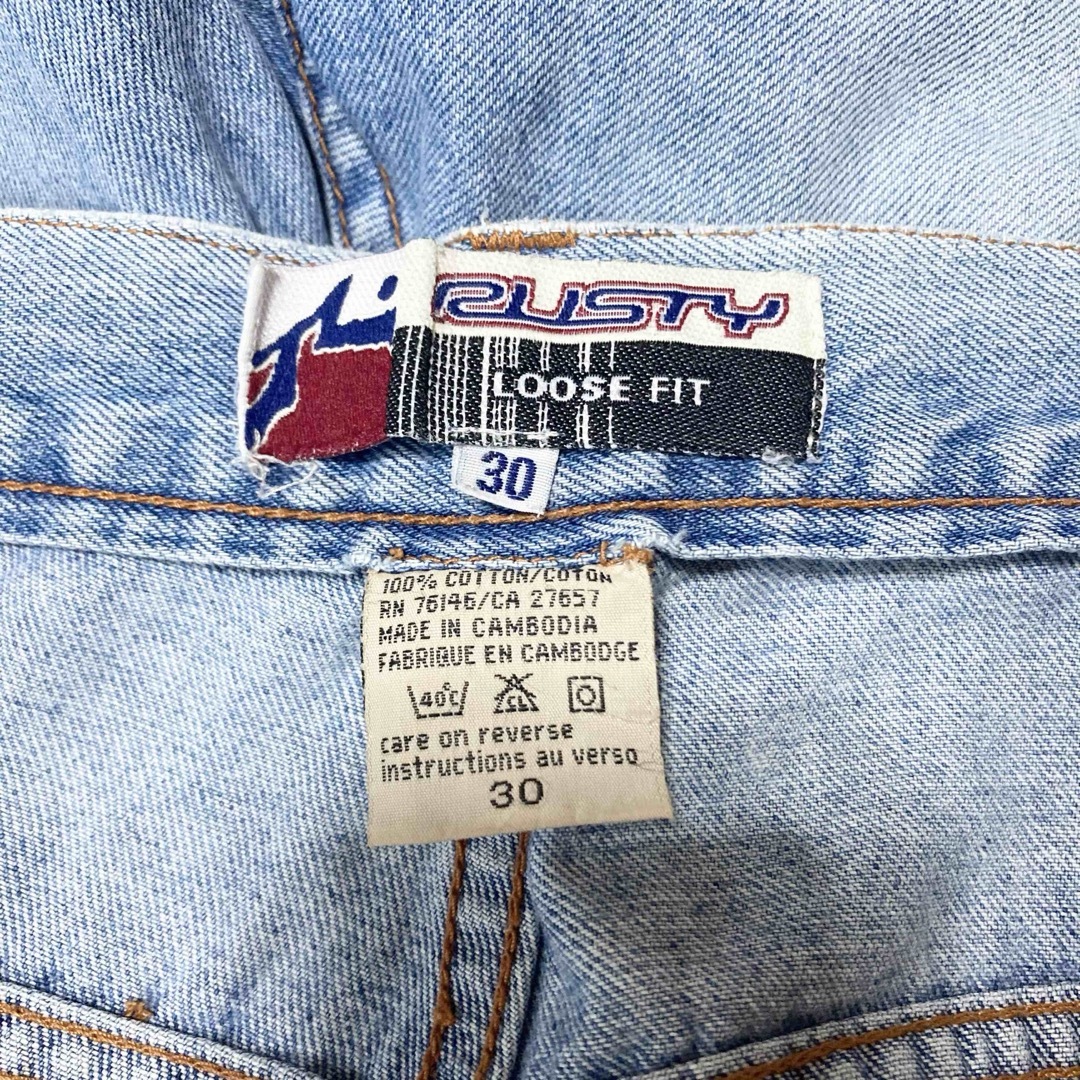 RUSTY
LOOSE FIT
30
100% COTTON/COTON
RN 76146/CA 27657
MADE IN CAMBODIA
FABRIQUE EN CAMBODGE
40°C CL
care on reverse
instructions au verso
30